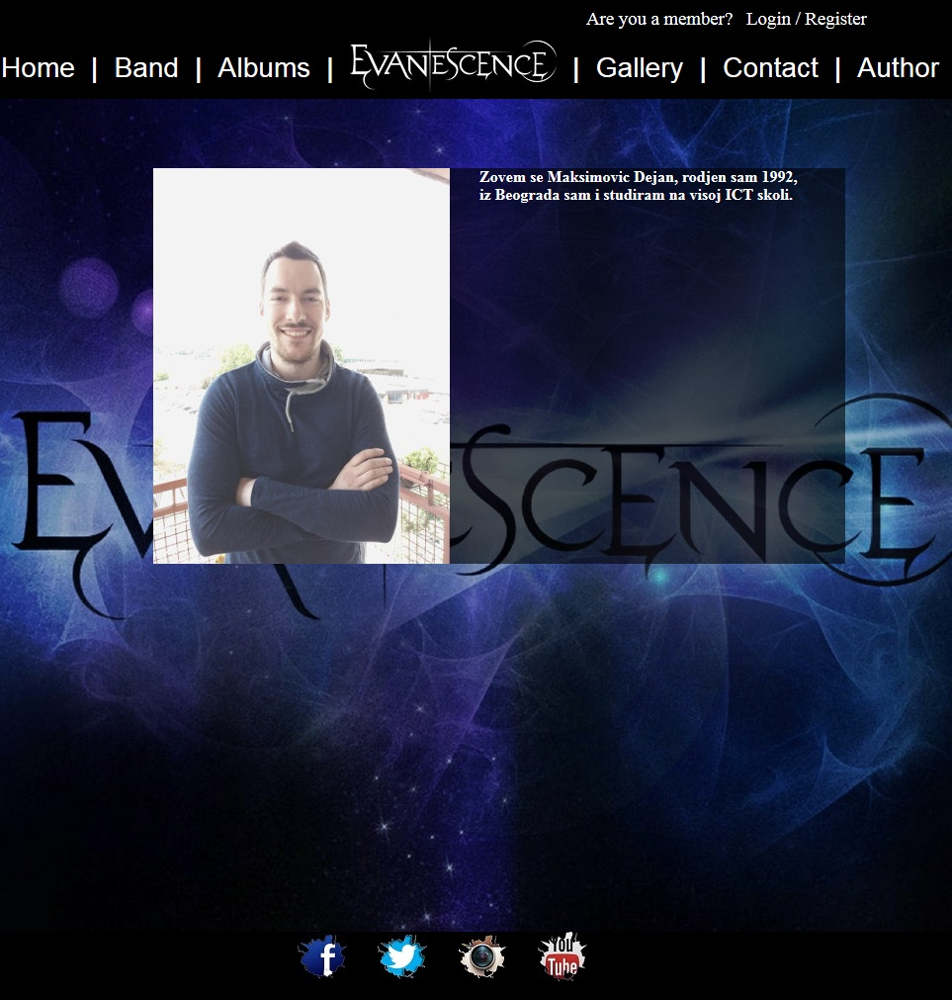 Are you a member? Login / Register
Home | Band | Albums | EVANESCENCE | Gallery | Contact | Author
Zovem se Maksimovic Dejan, rodjen sam 1992,
iz Beograda sam i studiram na visoj ICT skoli.
EVANESCENCE
f
You
Tube